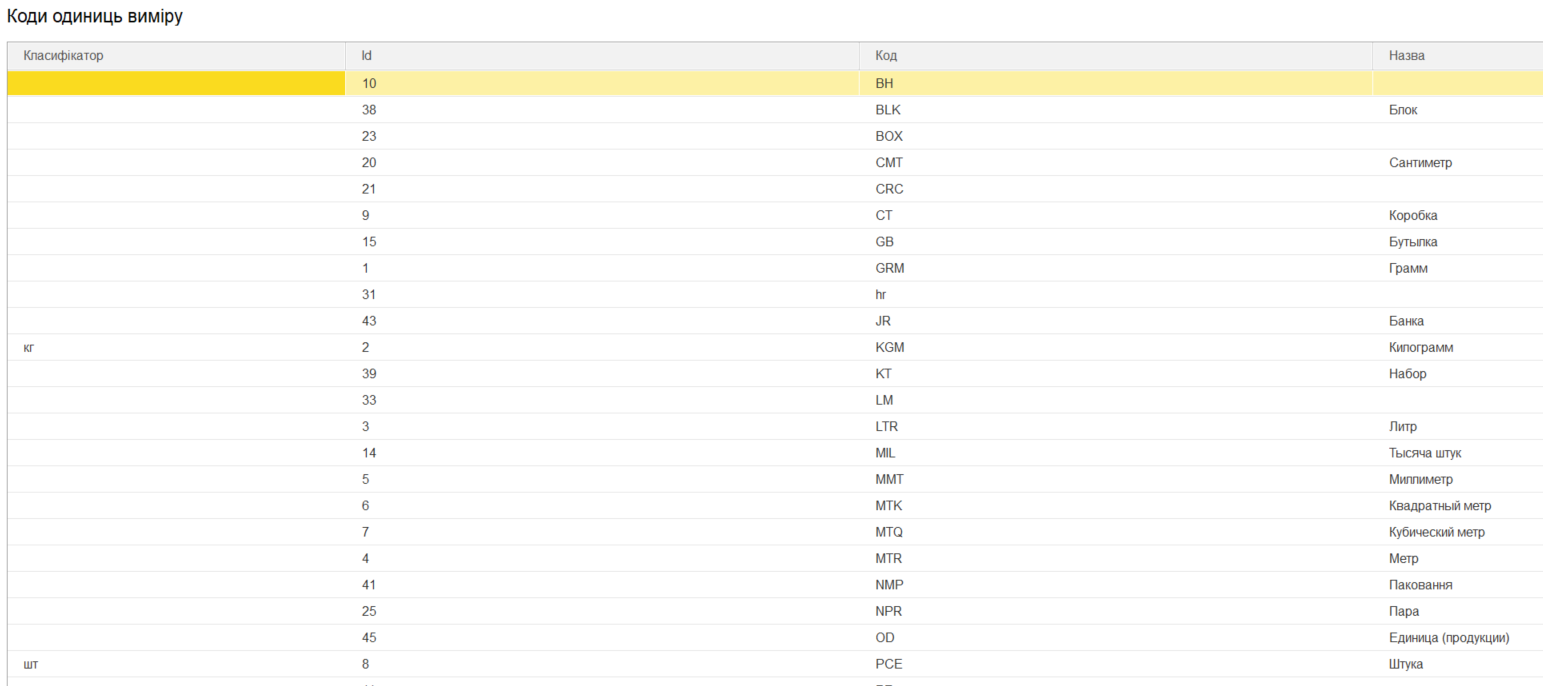 Коди одиниць виміру
Класифікатор Id Код Назва
10 BH
38 BLK Блок
23 BOX
20 CMT Сантиметр
21 CRC
9 CT Коробка
15 GB Бутылка
1 GRM Грамм
31 hr
43 JR Банка
кг 2 KGM Килограмм
39 KT Набор
33 LM
3 LTR Литр
14 MIL Тысяча штук
5 MMT Миллиметр
6 MTK Квадратный метр
7 MTQ Кубический метр
4 MTR Метр
41 NMP Паковання
25 NPR Пара
45 OD Единица (продукции)
шт 8 PCE Штука